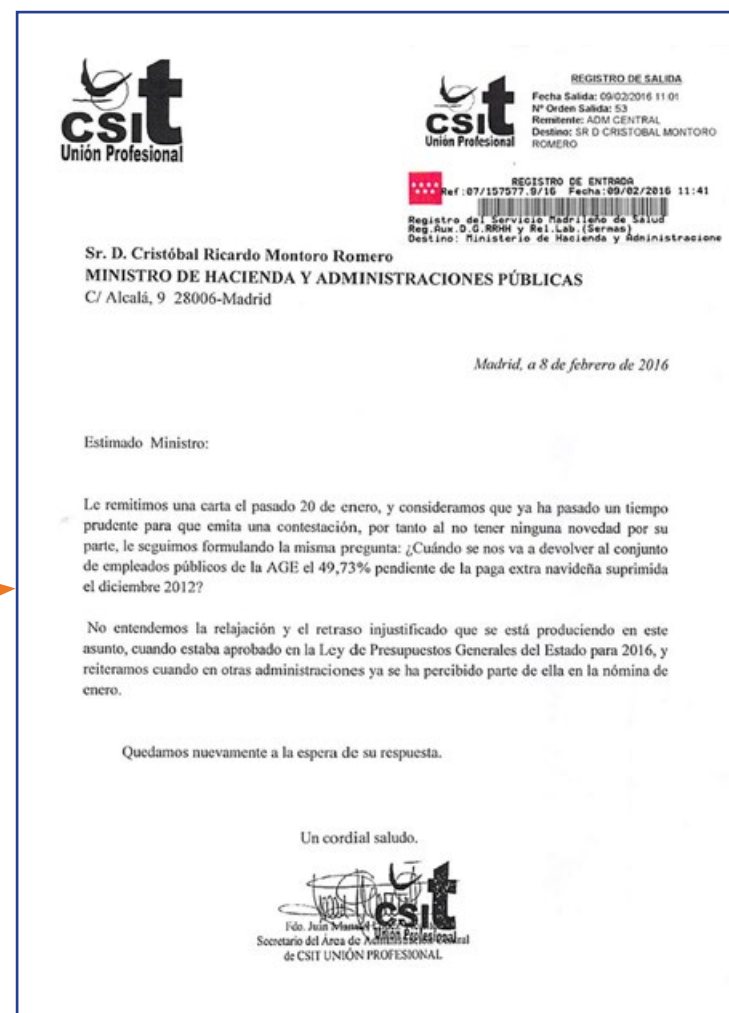 CSIt
Unión Profesional
CSIt
Unión Profesional
REGISTRO DE SALIDA
Fecha Salida: 09/02/2016 11:01
Nº Orden Salida: 53
Remitente: ADM CENTRAL
Destino: SR D CRISTOBAL MONTORO
ROMERO
REGISTRO DE ENTRADA
Ref:07/157577.9/16 Fecha:09/02/2016 11:41
Registro del Servicio Madrileño de Salud
Reg.Aux.D.G.RRHH y Rel.Lab.(Sermas)
Destino: Ministerio de Hacienda y Administracione
Sr. D. Cristóbal Ricardo Montoro Romero
MINISTRO DE HACIENDA Y ADMINISTRACIONES PÚBLICAS
C/ Alcalá, 9 28006-Madrid
Madrid, a 8 de febrero de 2016
Estimado Ministro:
Le remitimos una carta el pasado 20 de enero, y consideramos que ya ha pasado un tiempo
prudente para que emita una contestación, por tanto al no tener ninguna novedad por su
parte, le seguimos formulando la misma pregunta: ¿Cuándo se nos va a devolver al conjunto
de empleados públicos de la AGE el 49,73% pendiente de la paga extra navideña suprimida
el diciembre 2012?
No entendemos la relajación y el retraso injustificado que se está produciendo en este
asunto, cuando estaba aprobado en la Ley de Presupuestos Generales del Estado para 2016, y
reiteramos cuando en otras administraciones ya se ha percibido parte de ella en la nómina de
enero.
Quedamos nuevamente a la espera de su respuesta.
Un cordial saludo.
CSIt
Unión Profesional
Fdo. Juan Manuel
Secretario del Área de Administración Central
de CSIT UNIÓN PROFESIONAL